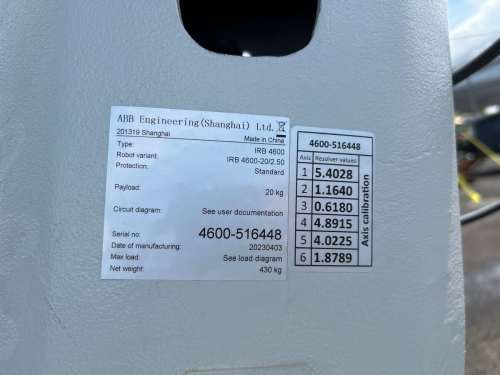 ABB Engineering(Shanghai) Ltd.
201319 Shanghai Made in China
Type: IRB 4600
Robot variant: IRB 4600-20/2.50
Protection: Standard
Payload: 20 kg
Circuit diagram: See user documentation
Serial no: 4600-516448
Date of manufacturing: 20230403
Max load: See load diagram
Net weight: 430 kg
4600-516448
Axis Resolver values
1 5.4028
2 1.1640
3 0.6180
4 4.8915
5 4.0225
6 1.8789
Axis calibration